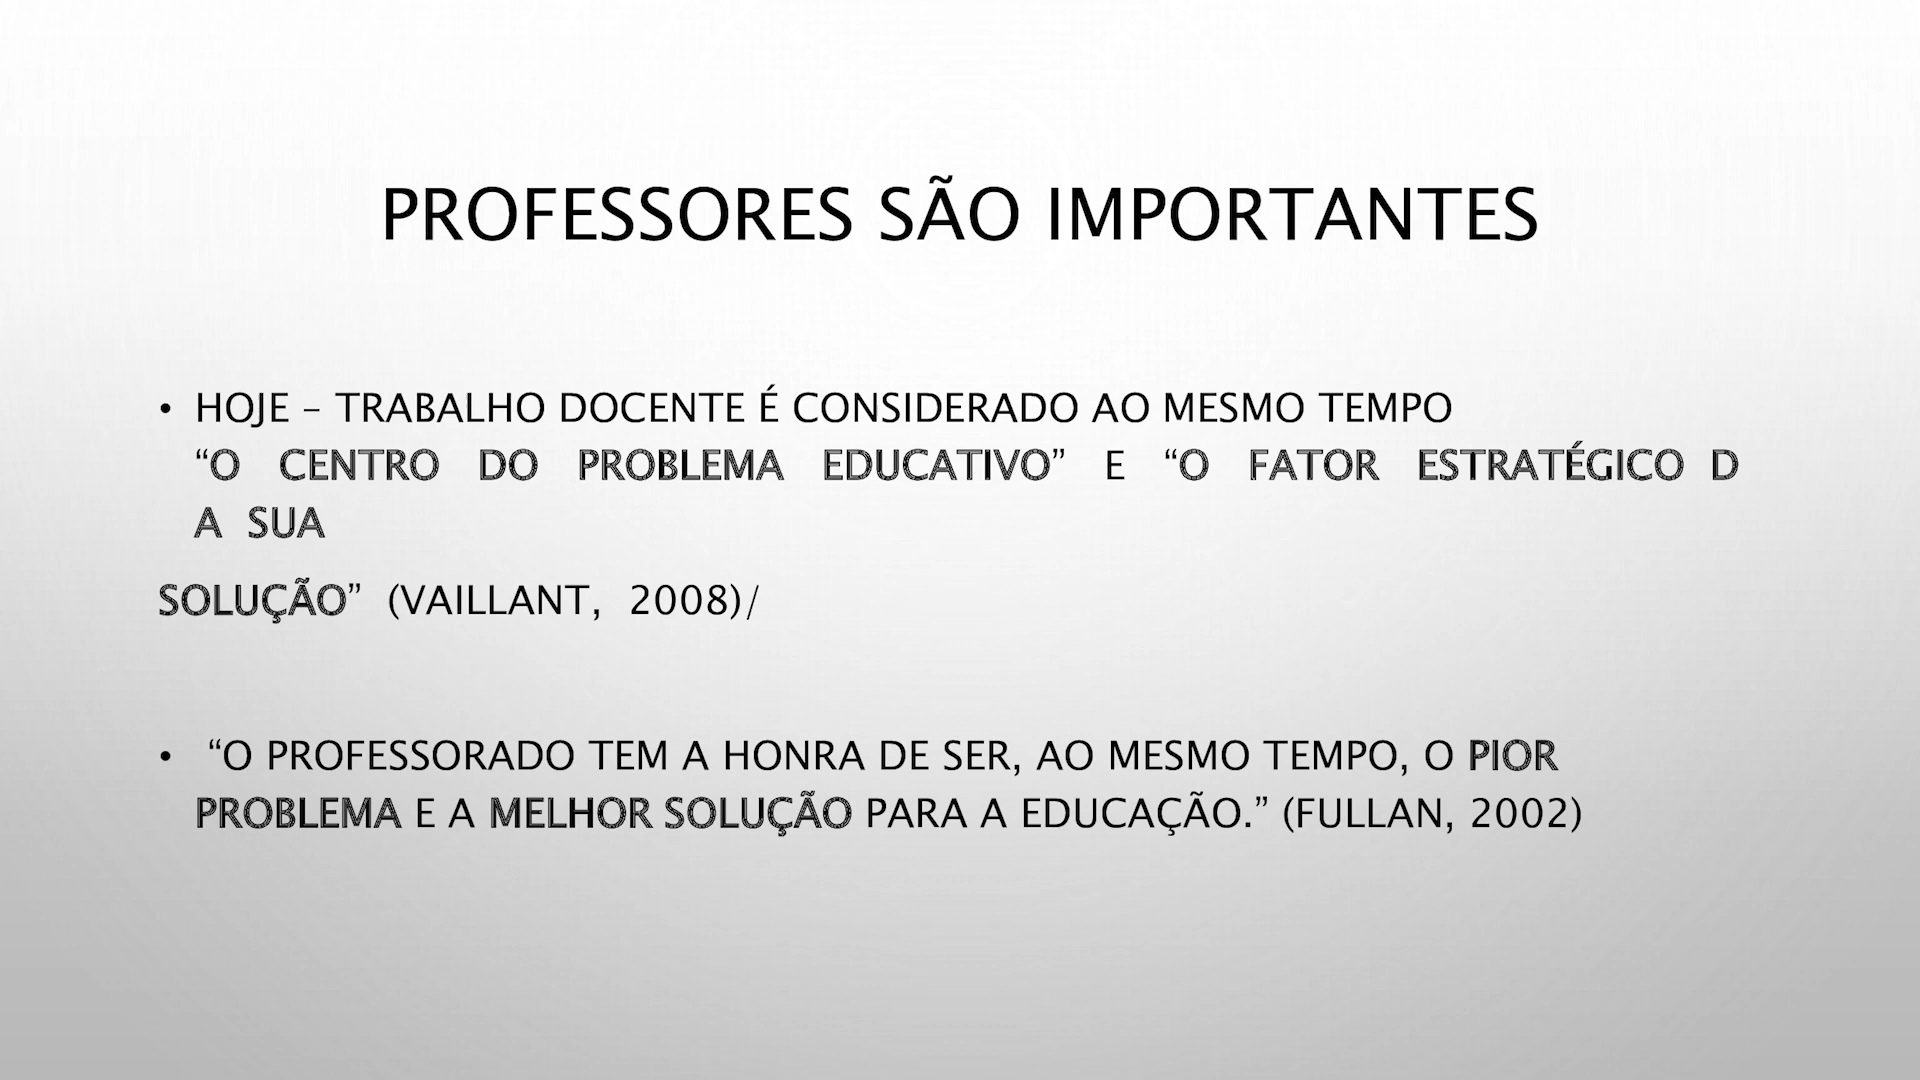 PROFESSORES SÃO IMPORTANTES
• HOJE – TRABALHO DOCENTE É CONSIDERADO AO MESMO TEMPO
“O CENTRO DO PROBLEMA EDUCATIVO” E “O FATOR ESTRATÉGICO D
A SUA
SOLUÇÃO” (VAILLANT, 2008)/
• “O PROFESSORADO TEM A HONRA DE SER, AO MESMO TEMPO, O PIOR
PROBLEMA E A MELHOR SOLUÇÃO PARA A EDUCAÇÃO.” (FULLAN, 2002)